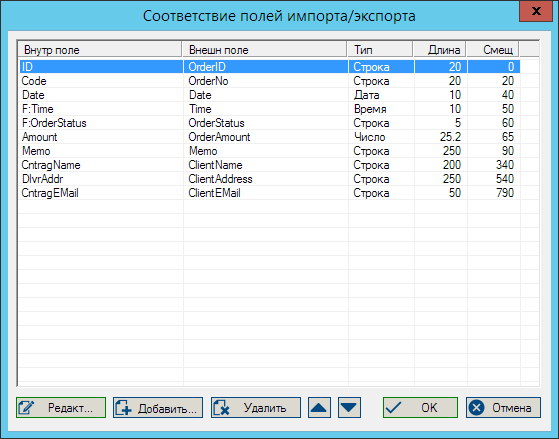 Соответствие полей импорта/экспорта
x
Внутр поле Внешн поле Тип Длина Смещ
ID OrderID Строка 20 0
Code OrderNo Строка 20 20
Date Date Дата 10 40
F:Time Time Время 10 50
F:OrderStatus OrderStatus Строка 5 60
Amount OrderAmount Число 25.2 65
Memo Memo Строка 250 90
CntragName ClientName Строка 200 340
DlvrAddr ClientAddress Строка 250 540
CntragEMail ClientEMail Строка 50 790
Редакт... Добавить... Удалить OK Отмена